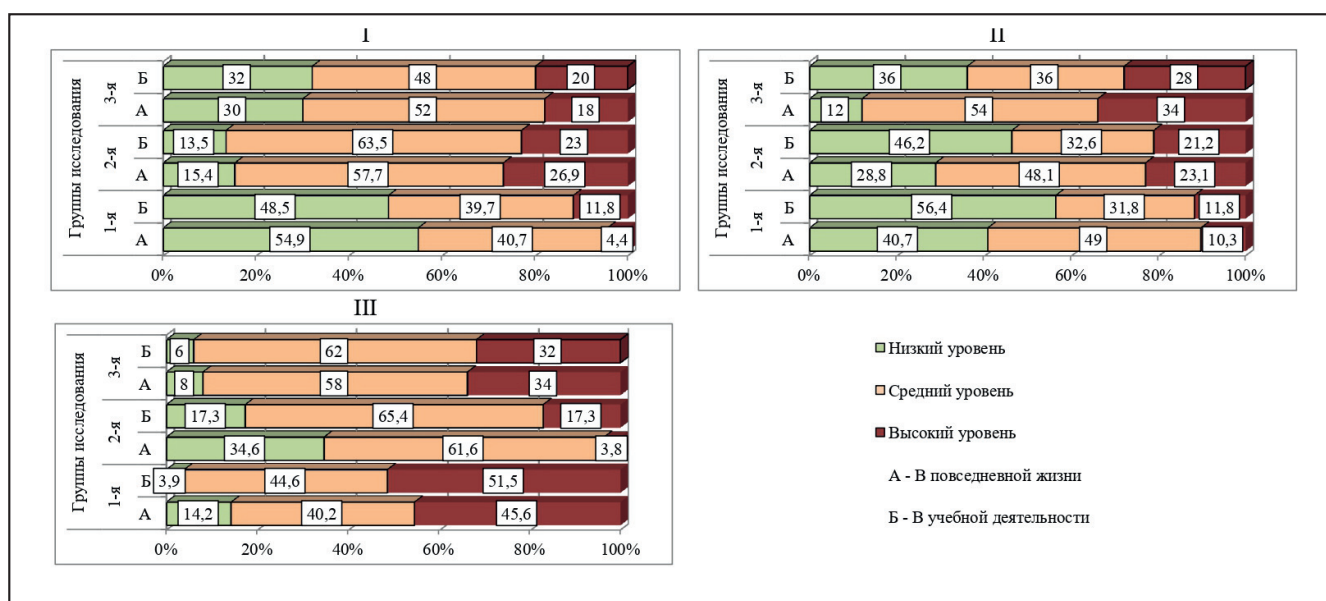 I
Группы исследования
3-я
Б
32
48
20
А
30
52
18
2-я
Б
13,5
63,5
23
А
15,4
57,7
26,9
1-я
Б
48,5
39,7
11,8
А
54,9
40,7
4,4
0% 20% 40% 60% 80% 100%
II
Группы исследования
3-я
Б
36
36
28
А
12
54
34
2-я
Б
46,2
32,6
21,2
А
28,8
48,1
23,1
1-я
Б
56,4
31,8
11,8
А
40,7
49
10,3
0% 20% 40% 60% 80% 100%
III
Группы исследования
3-я
Б
6
62
32
А
8
58
34
2-я
Б
17,3
65,4
17,3
А
34,6
61,6
3,8
1-я
Б
3,9
44,6
51,5
А
14,2
40,2
45,6
0% 20% 40% 60% 80% 100%
Низкий уровень
Средний уровень
Высокий уровень
А - В повседневной жизни
Б - В учебной деятельности